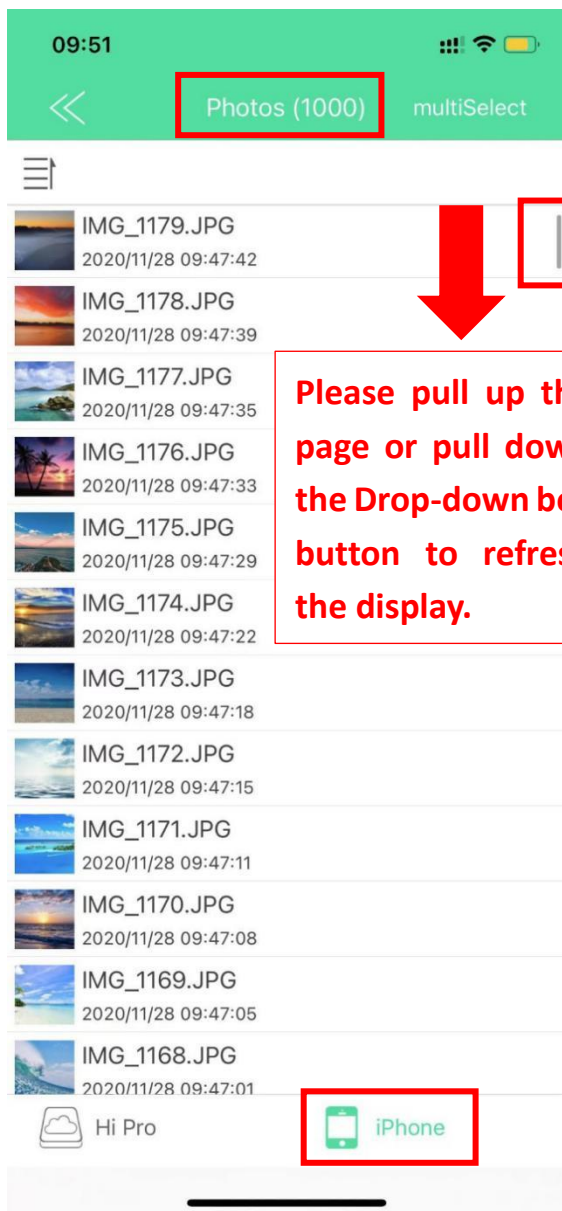 09:51
Photos (1000)
multiSelect
IMG_1179.JPG
2020/11/28 09:47:42
IMG_1178.JPG
2020/11/28 09:47:39
IMG_1177.JPG
2020/11/28 09:47:35
IMG_1176.JPG
2020/11/28 09:47:33
IMG_1175.JPG
2020/11/28 09:47:29
IMG_1174.JPG
2020/11/28 09:47:22
Please pull up th
page or pull dow
the Drop-down bo
button to refres
the display.
IMG_1173.JPG
2020/11/28 09:47:18
IMG_1172.JPG
2020/11/28 09:47:15
IMG_1171.JPG
2020/11/28 09:47:11
IMG_1170.JPG
2020/11/28 09:47:08
IMG_1169.JPG
2020/11/28 09:47:05
IMG_1168.JPG
2020/11/28 09:47:01
Hi Pro
iPhone